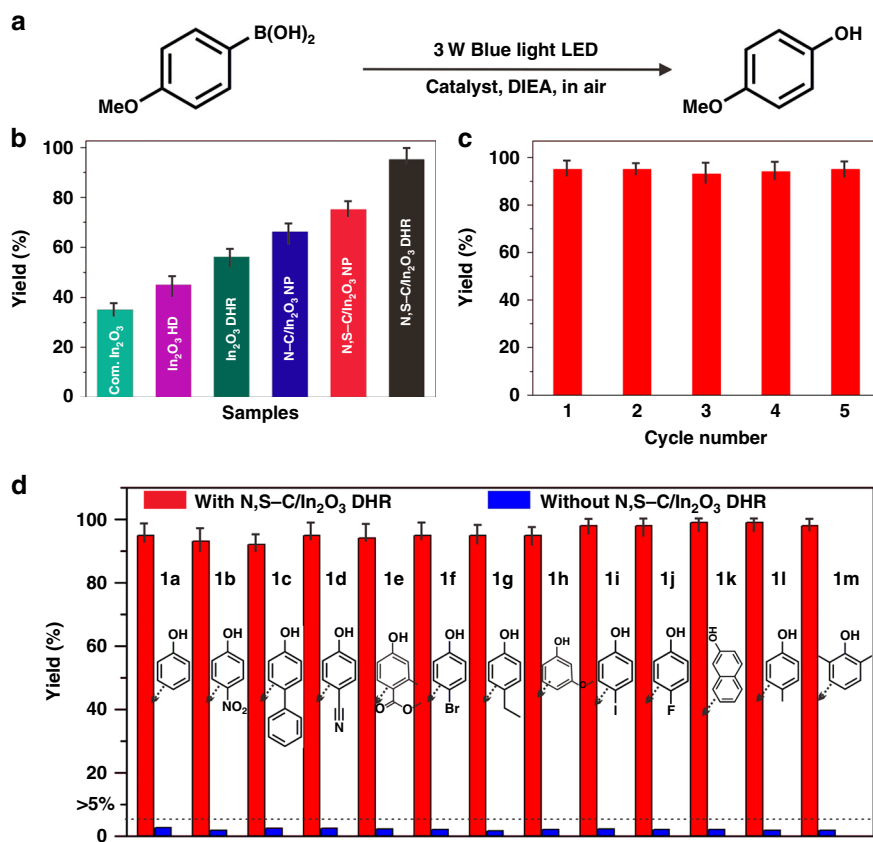 a
B(OH)₂
MeO
3 W Blue light LED
Catalyst, DIEA, in air
OH
MeO
b
Yield (%)
100
80
60
40
20
0
Com. In₂O₃
In₂O₃ HD
In₂O₃ DHR
N–C/In₂O₃ NP
N,S–C/In₂O₃ NP
N,S–C/In₂O₃ DHR
Samples
c
Yield (%)
100
80
60
40
20
0
1 2 3 4 5
Cycle number
d
With N,S–C/In₂O₃ DHR
Without N,S–C/In₂O₃ DHR
Yield (%)
100
80
60
40
20
>5%
0
1a 1b 1c 1d 1e 1f 1g 1h 1i 1j 1k 1l 1m
OH
OH
NO₂
OH
OH
N
OH
O
O
OH
Br
OH
OH
O
OH
I
OH
F
OH
OH
OH